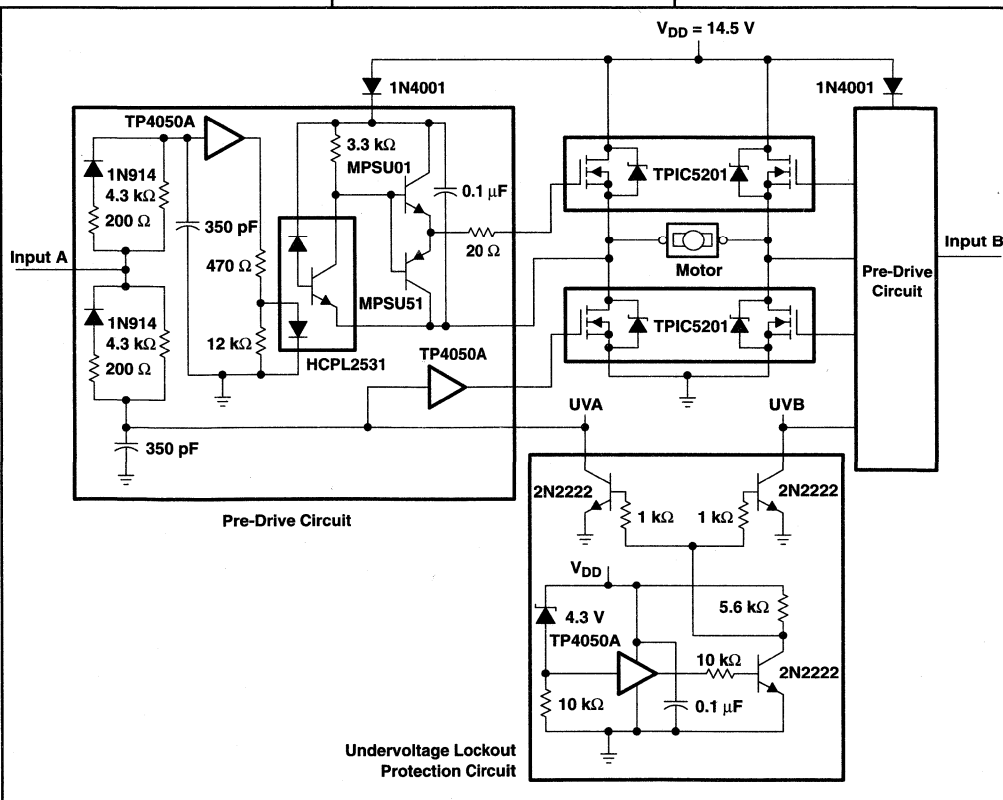 V_DD = 14.5 V
1N4001
1N4001
TP4050A
3.3 kΩ
MPSU01
1N914
4.3 kΩ
200 Ω
350 pF
0.1 μF
TPIC5201
20 Ω
Input A
470 Ω
Motor
Input B
Pre-Drive
Circuit
MPSU51
1N914
4.3 kΩ
200 Ω
12 kΩ
HCPL2531
TP4050A
TPIC5201
350 pF
UVA
UVB
Pre-Drive Circuit
2N2222
1 kΩ
1 kΩ
2N2222
V_DD
4.3 V
5.6 kΩ
TP4050A
10 kΩ
2N2222
10 kΩ
0.1 μF
Undervoltage Lockout
Protection Circuit